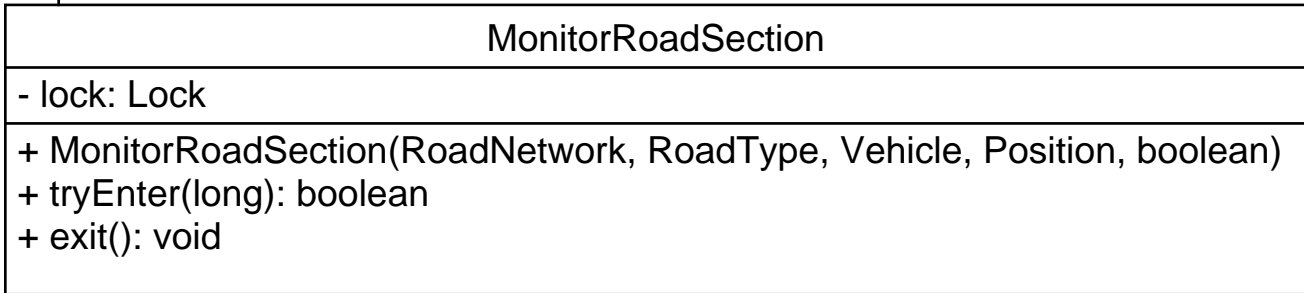 MonitorRoadSection
- lock: Lock
+ MonitorRoadSection(RoadNetwork, RoadType, Vehicle, Position, boolean)
+ tryEnter(long): boolean
+ exit(): void